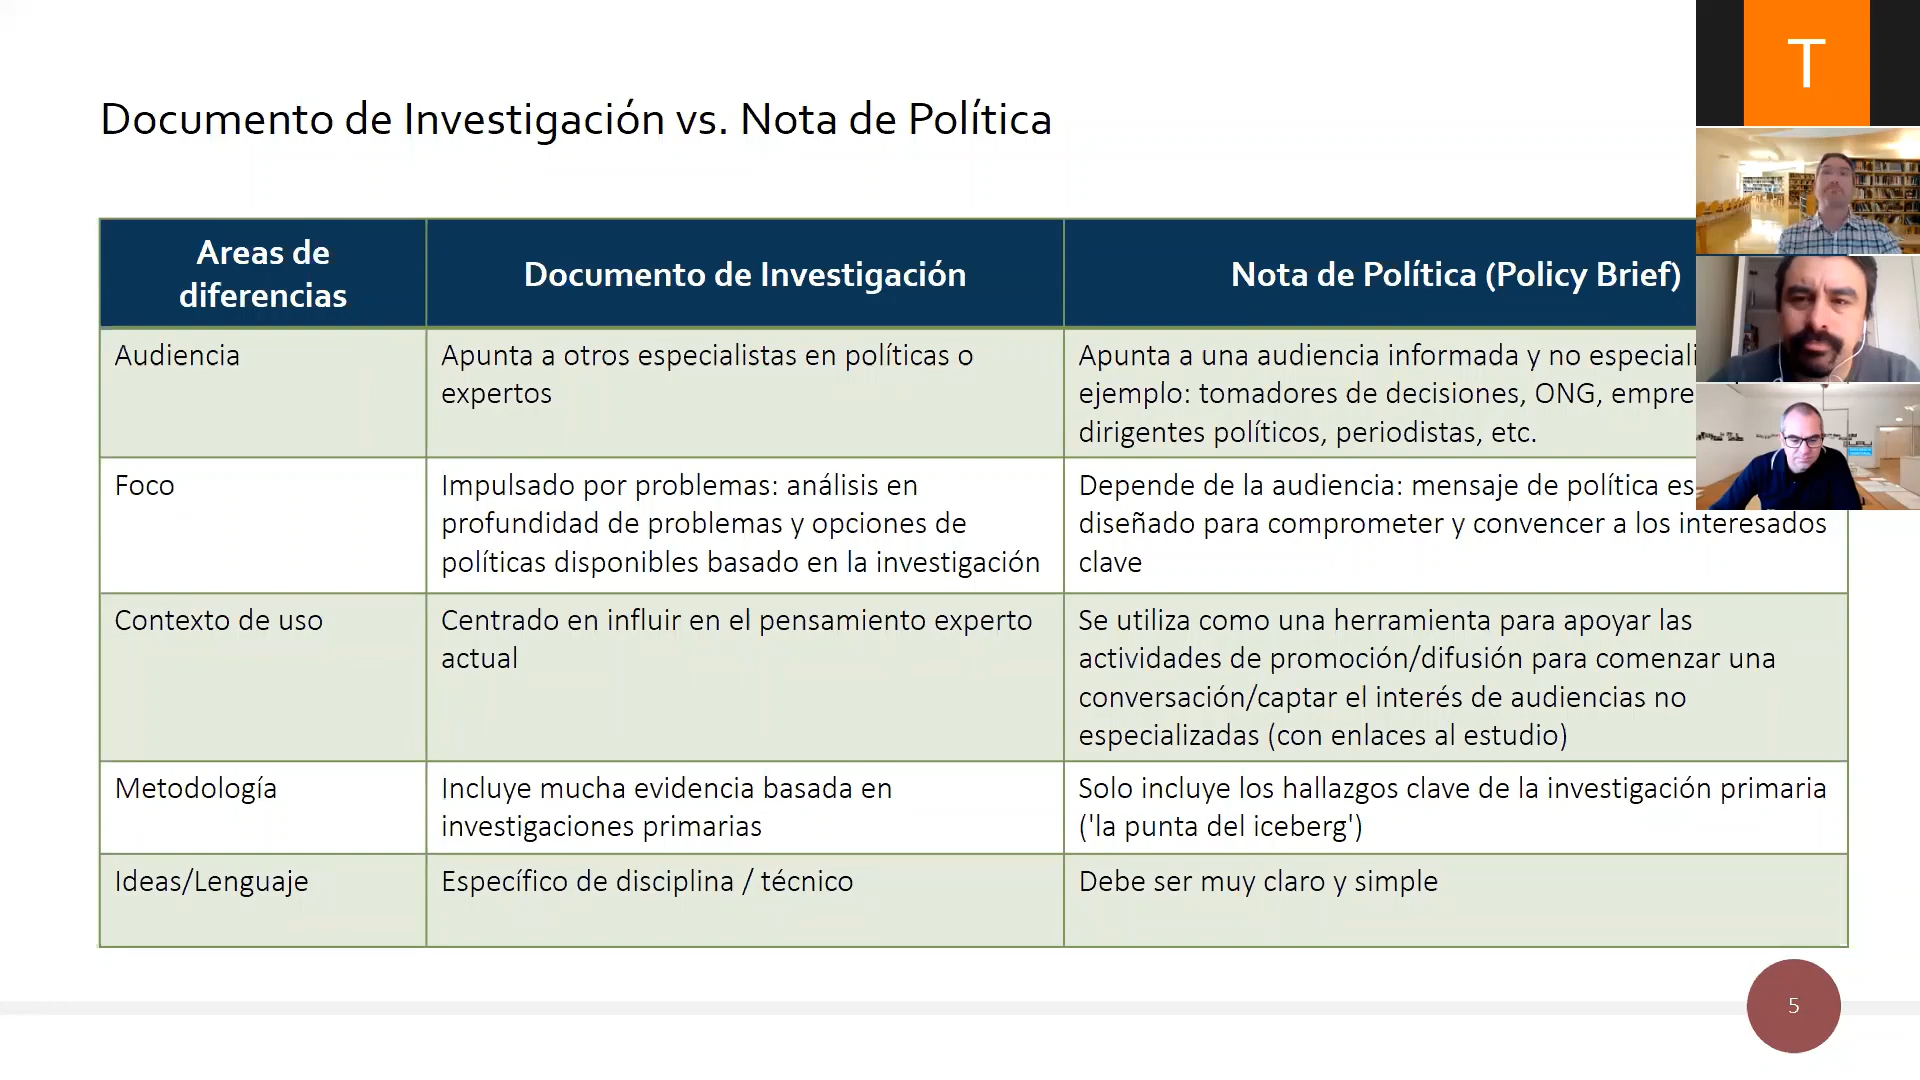 T
Documento de Investigación vs. Nota de Política
Areas de
diferencias
Documento de Investigación
Nota de Política (Policy Brief)
Audiencia
Apunta a otros especialistas en políticas o
expertos
Apunta a una audiencia informada y no
ejemplo: tomadores de decisiones, ONG,
dirigentes políticos, periodistas, etc.
Foco
Impulsado por problemas: análisis en
profundidad de problemas y opciones de
políticas disponibles basado en la investigación
Depende de la audiencia: mensaje de política
diseñado para comprometer y convencer a los interesados
clave
Contexto de uso
Centrado en influir en el pensamiento experto
actual
Se utiliza como una herramienta para apoyar las
actividades de promoción/difusión para comenzar una
conversación/captar el interés de audiencias no
especializadas (con enlaces al estudio)
Metodología
Incluye mucha evidencia basada en
investigaciones primarias
Solo incluye los hallazgos clave de la investigación primaria
('la punta del iceberg')
Ideas/Lenguaje
Específico de disciplina / técnico
Debe ser muy claro y simple
5